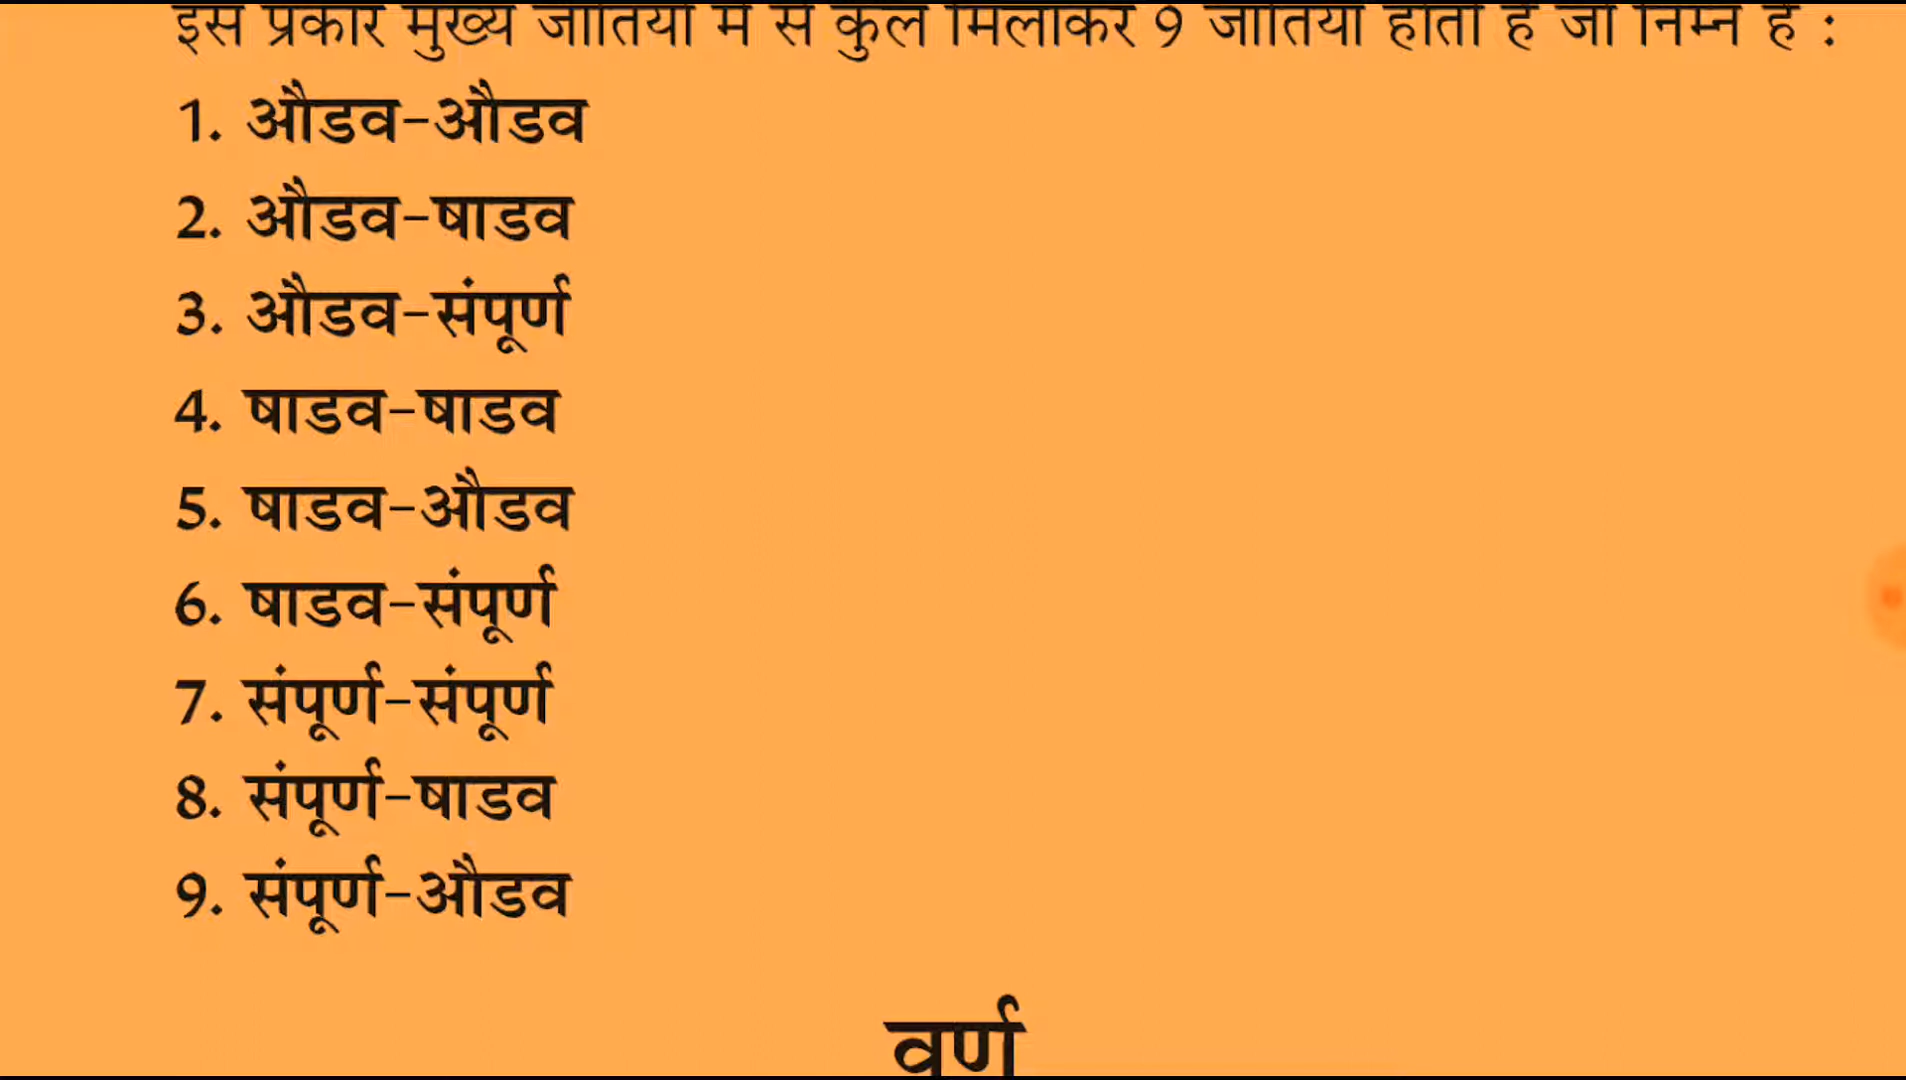 इस प्रकार मुख्य जातियों में से कुल मिलाकर 9 जातियाँ होती हैं जो निम्न हैं :
1. औडव-औडव
2. औडव-षाडव
3. औडव-संपूर्ण
4. षाडव-षाडव
5. षाडव-औडव
6. षाडव-संपूर्ण
7. संपूर्ण-संपूर्ण
8. संपूर्ण-षाडव
9. संपूर्ण-औडव
वर्ण